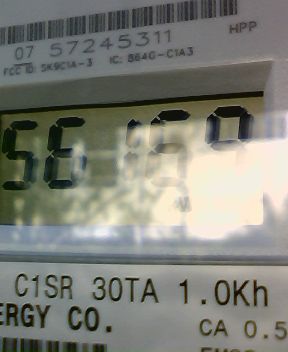 07 57245311
HPP
FCC ID: SK9C1A-3 IC: 864G-C1A3
C1SR 30TA 1.0Kh
ERGY CO.
CA 0.5